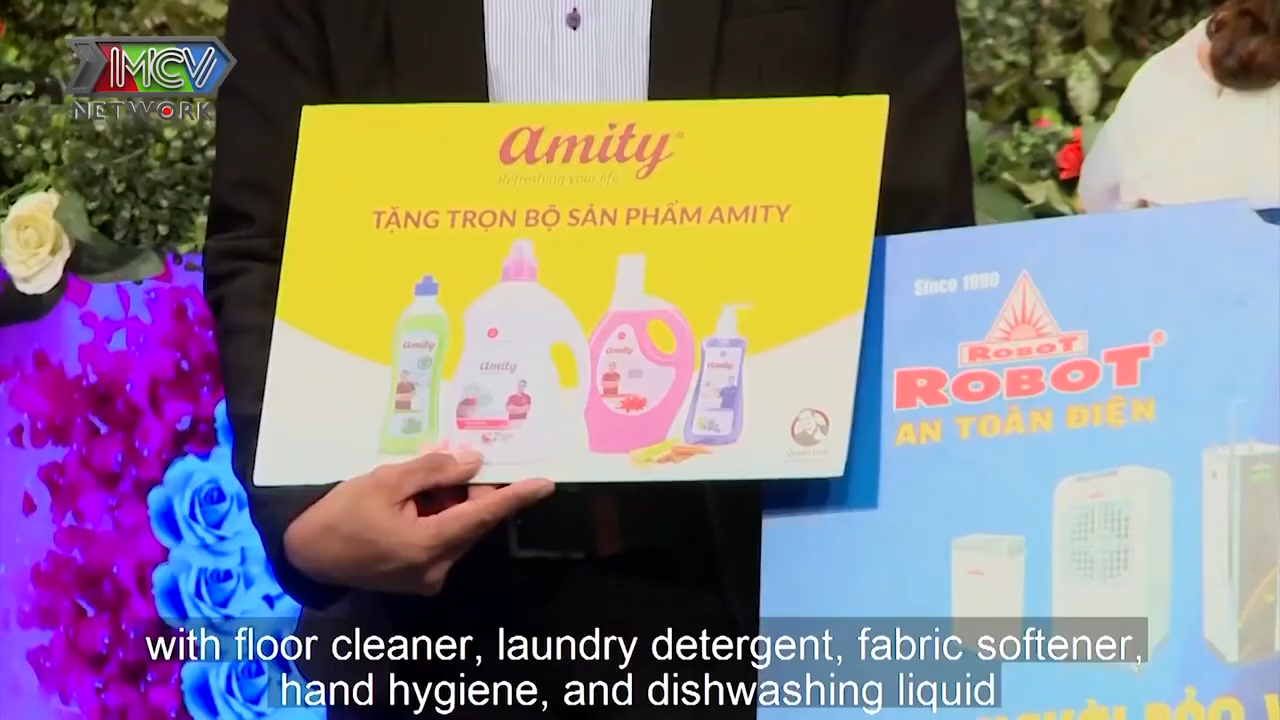 MCV
NETWORK
amity
Refreshing your life
TẶNG TRỌN BỘ SẢN PHẨM AMITY
amity
amity
amity
amity
Since 1990
ROBOT
ROBOT
AN TOÀN ĐIỆN
with floor cleaner, laundry detergent, fabric softener,
hand hygiene, and dishwashing liquid